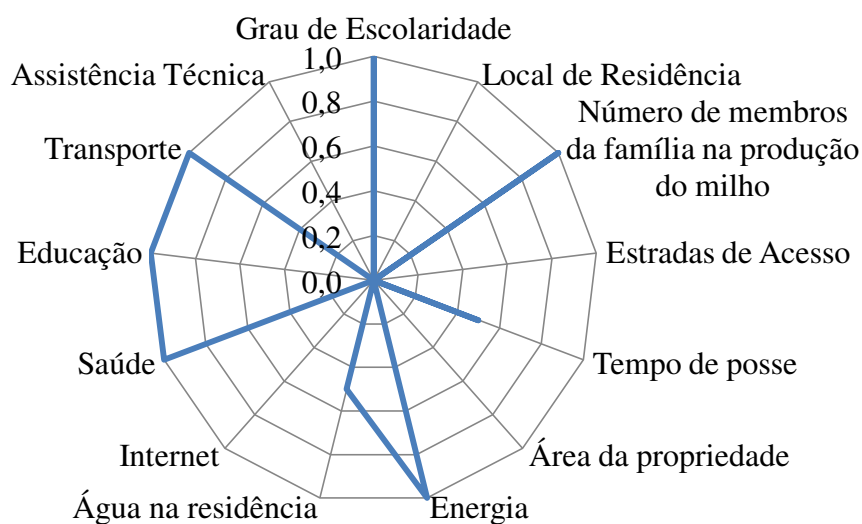 Grau de Escolaridade
1,0
0,8
0,6
0,4
0,2
0,0
Local de Residência
Número de membros
da família na produção
do milho
Estradas de Acesso
Tempo de posse
Área da propriedade
Energia
Água na residência
Internet
Saúde
Educação
Transporte
Assistência Técnica